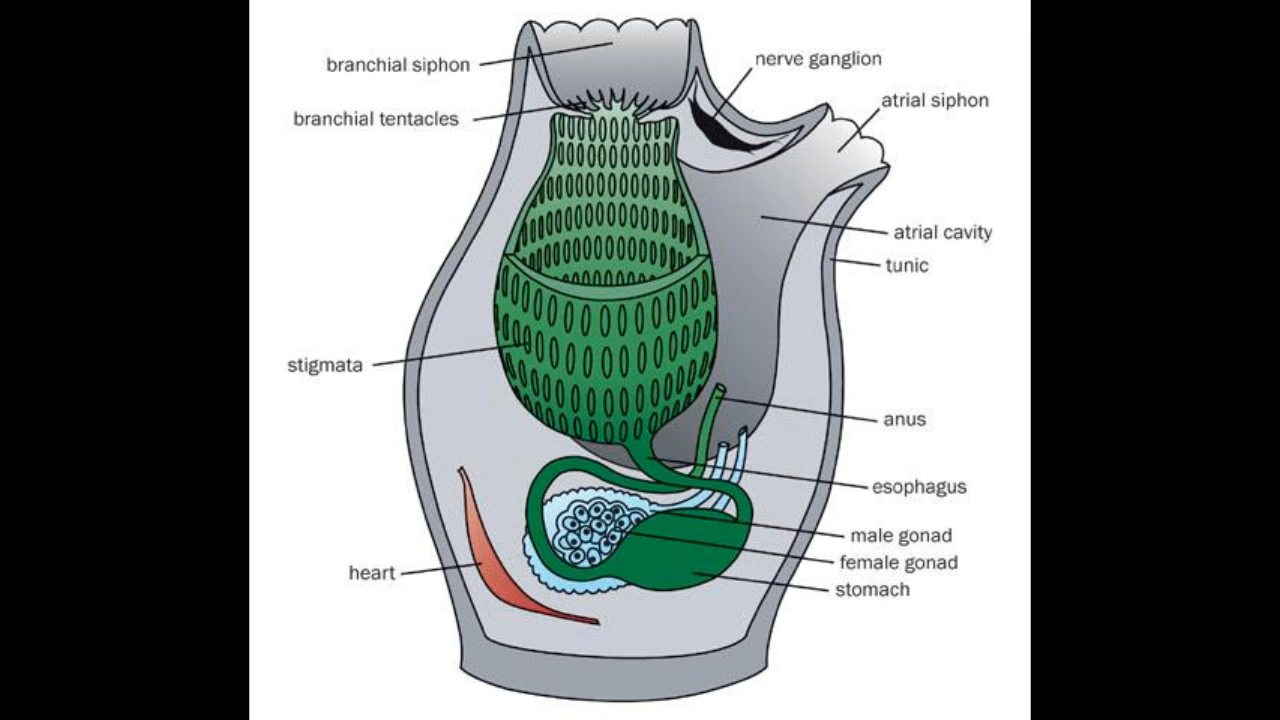 branchial siphon
nerve ganglion
atrial siphon
branchial tentacles
atrial cavity
tunic
stigmata
anus
esophagus
male gonad
female gonad
heart
stomach